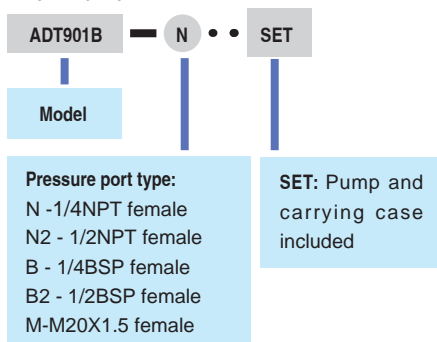 ADT901B — N • • SET
Model
Pressure port type:
N -1/4NPT female
N2 - 1/2NPT female
B - 1/4BSP female
B2 - 1/2BSP female
M-M20X1.5 female
SET: Pump and
carrying case
included